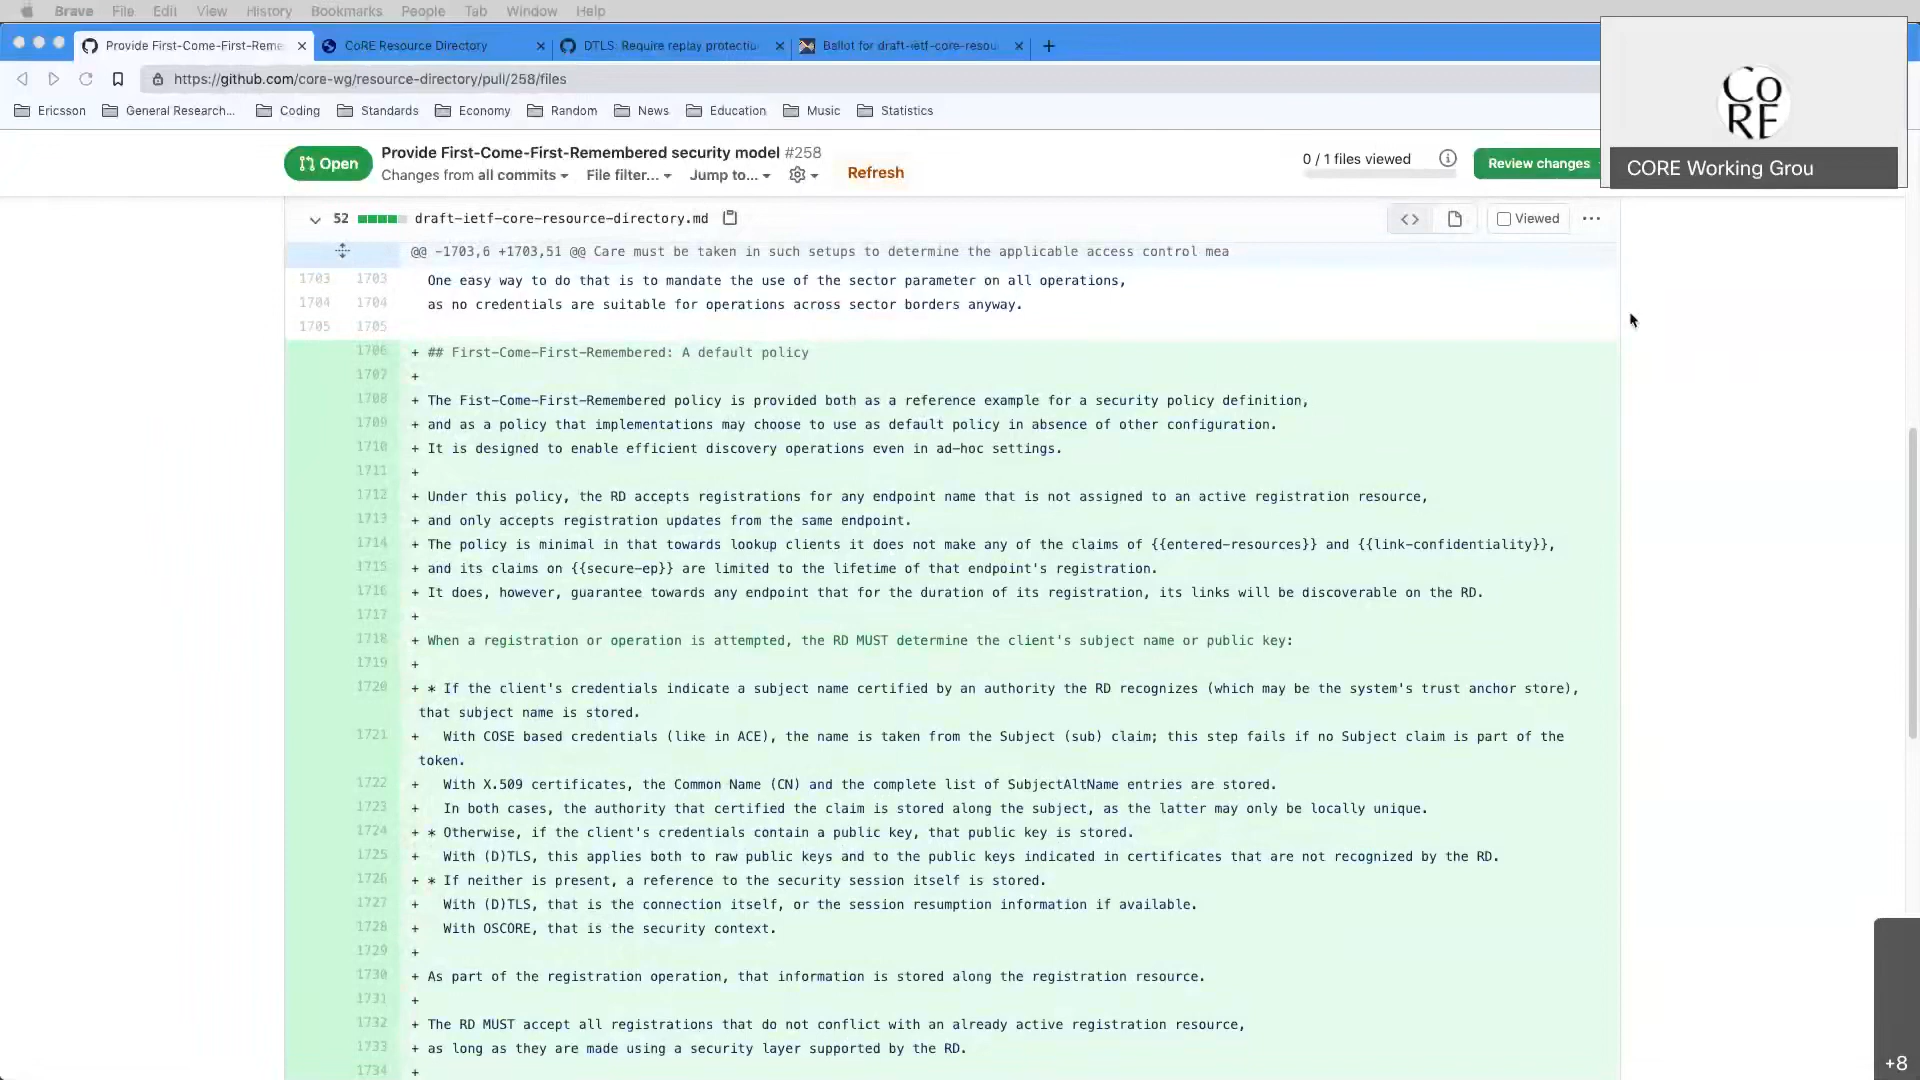 Brave File Edit View History Bookmarks People Tab Window Help
Provide First-Come-First-Reme
CoRE Resource Directory
DTLS: Require replay protectiu
Ballot for draft-ietf-core-resou
https://github.com/core-wg/resource-directory/pull/258/files
Ericsson General Research... Coding Standards Economy Random News Education Music Statistics
CORE
CORE Working Grou
Open
Provide First-Come-First-Remembered security model #258
Changes from all commits File filter... Jump to...
Refresh
0 / 1 files viewed
Review changes
52 draft-ietf-core-resource-directory.md
Viewed
@@ -1703,6 +1703,51 @@ Care must be taken in such setups to determine the applicable access control mea
1703 1703 One easy way to do that is to mandate the use of the sector parameter on all operations,
1704 1704 as no credentials are suitable for operations across sector borders anyway.
1705 1705
1706 + ## First-Come-First-Remembered: A default policy
1707 +
1708 + The Fist-Come-First-Remembered policy is provided both as a reference example for a security policy definition,
1709 + and as a policy that implementations may choose to use as default policy in absence of other configuration.
1710 + It is designed to enable efficient discovery operations even in ad-hoc settings.
1711 +
1712 + Under this policy, the RD accepts registrations for any endpoint name that is not assigned to an active registration resource,
1713 + and only accepts registration updates from the same endpoint.
1714 + The policy is minimal in that towards lookup clients it does not make any of the claims of {{entered-resources}} and {{link-confidentiality}},
1715 + and its claims on {{secure-ep}} are limited to the lifetime of that endpoint's registration.
1716 + It does, however, guarantee towards any endpoint that for the duration of its registration, its links will be discoverable on the RD.
1717 +
1718 + When a registration or operation is attempted, the RD MUST determine the client's subject name or public key:
1719 +
1720 + * If the client's credentials indicate a subject name certified by an authority the RD recognizes (which may be the system's trust anchor store),
that subject name is stored.
1721 + With COSE based credentials (like in ACE), the name is taken from the Subject (sub) claim; this step fails if no Subject claim is part of the
token.
1722 + With X.509 certificates, the Common Name (CN) and the complete list of SubjectAltName entries are stored.
1723 + In both cases, the authority that certified the claim is stored along the subject, as the latter may only be locally unique.
1724 + * Otherwise, if the client's credentials contain a public key, that public key is stored.
1725 + With (D)TLS, this applies both to raw public keys and to the public keys indicated in certificates that are not recognized by the RD.
1726 + * If neither is present, a reference to the security session itself is stored.
1727 + With (D)TLS, that is the connection itself, or the session resumption information if available.
1728 + With OSCORE, that is the security context.
1729 +
1730 + As part of the registration operation, that information is stored along the registration resource.
1731 +
1732 + The RD MUST accept all registrations that do not conflict with an already active registration resource,
1733 + as long as they are made using a security layer supported by the RD.
1734 +
+8